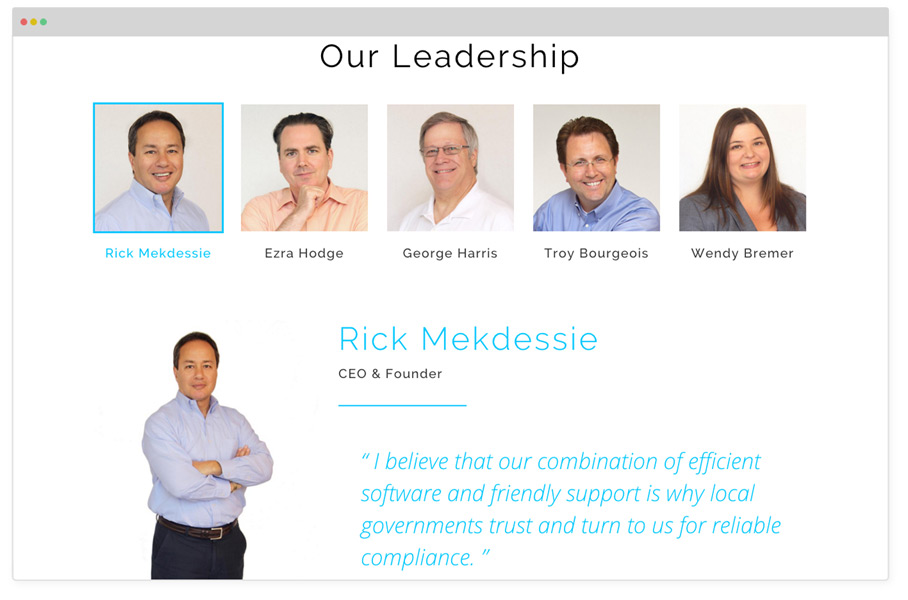 Our Leadership
Rick Mekdessie
Ezra Hodge
George Harris
Troy Bourgeois
Wendy Bremer
Rick Mekdessie
CEO & Founder
“ I believe that our combination of efficient
software and friendly support is why local
governments trust and turn to us for reliable
compliance. ”